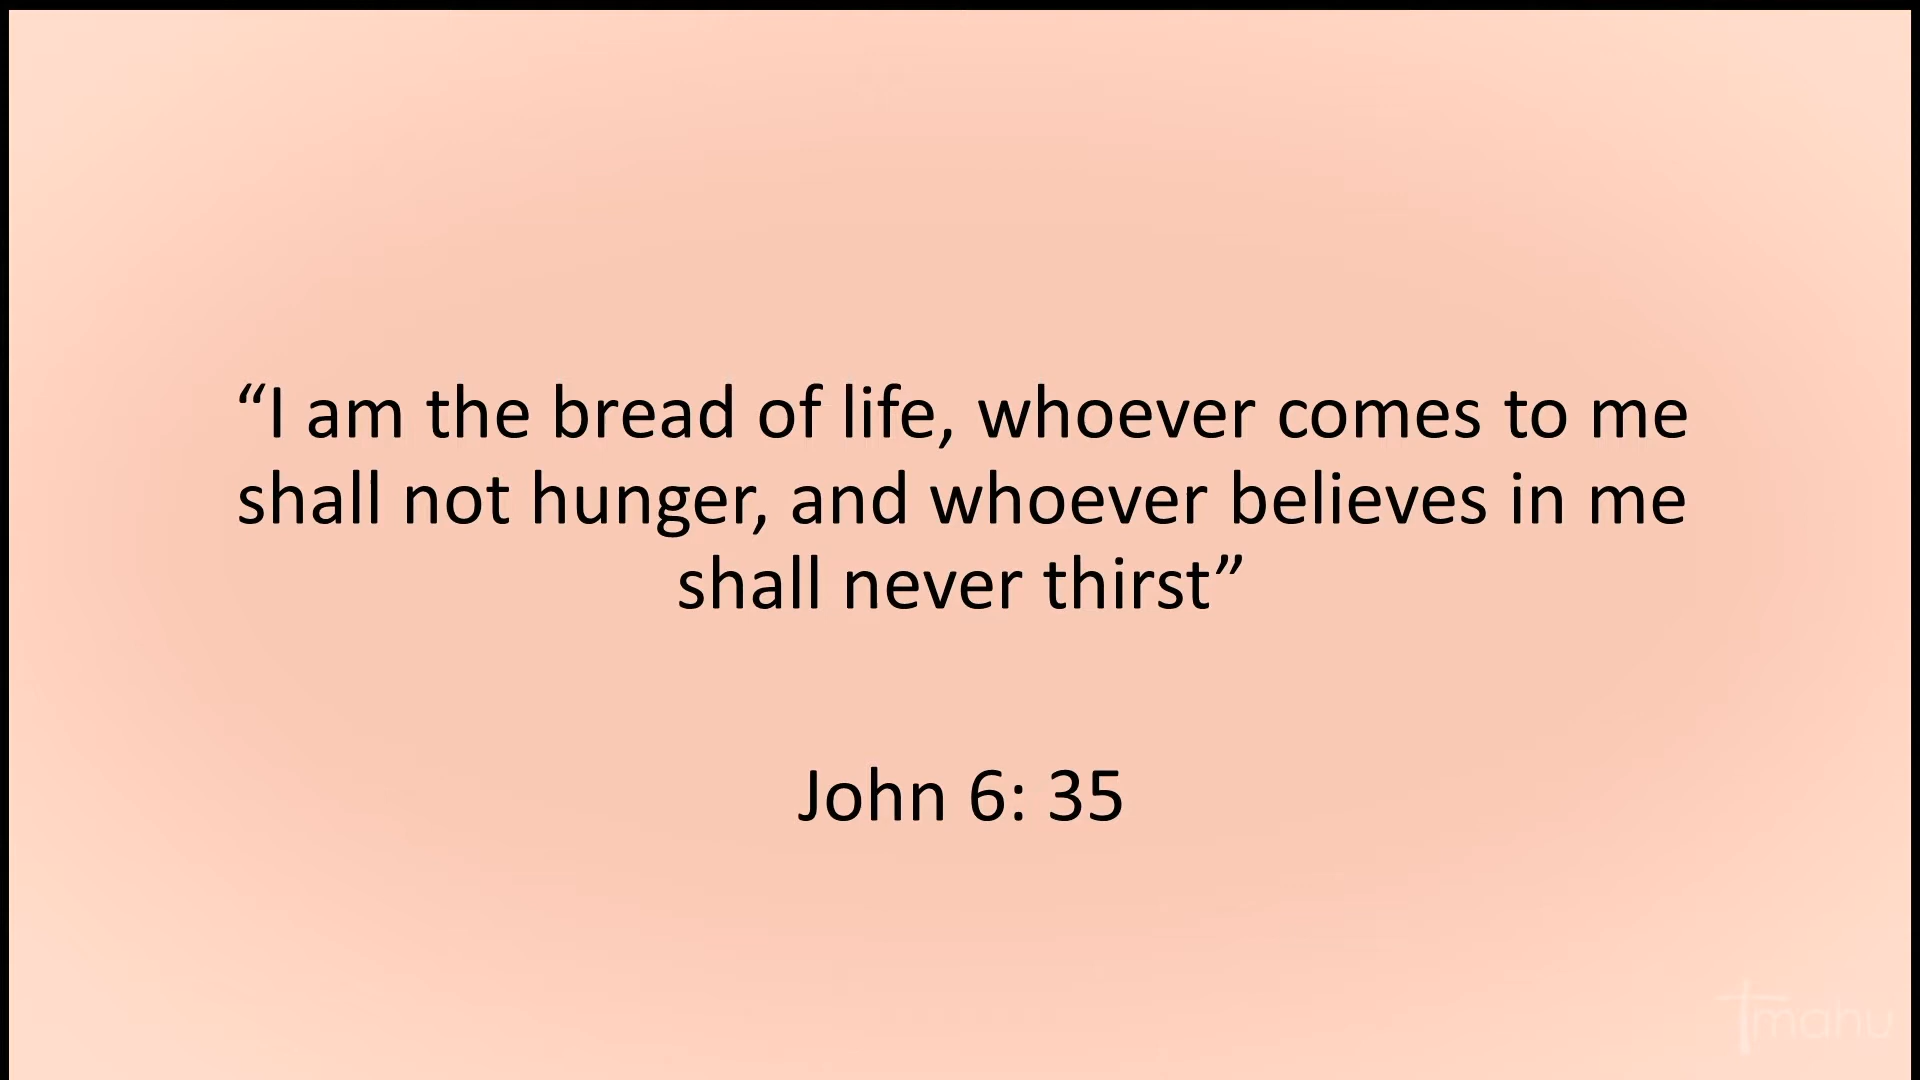 “I am the bread of life, whoever comes to me
shall not hunger, and whoever believes in me
shall never thirst”
John 6: 35
mahu